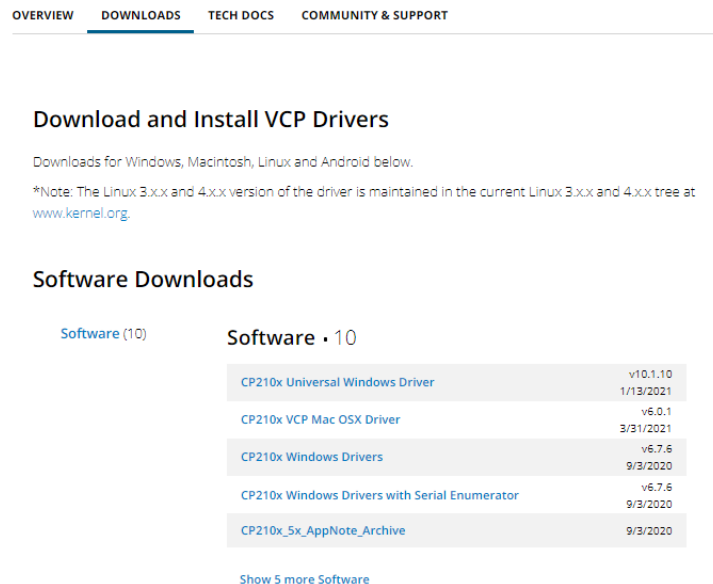 OVERVIEW DOWNLOADS TECH DOCS COMMUNITY & SUPPORT
Download and Install VCP Drivers
Downloads for Windows, Macintosh, Linux and Android below.
*Note: The Linux 3.x.x and 4.x.x version of the driver is maintained in the current Linux 3.x.x and 4.x.x tree at
www.kernel.org.
Software Downloads
Software (10)
Software • 10
CP210x Universal Windows Driver v10.1.10
1/13/2021
CP210x VCP Mac OSX Driver v6.0.1
3/31/2021
CP210x Windows Drivers v6.7.6
9/3/2020
CP210x Windows Drivers with Serial Enumerator v6.7.6
9/3/2020
CP210x_5x_AppNote_Archive 9/3/2020
Show 5 more Software